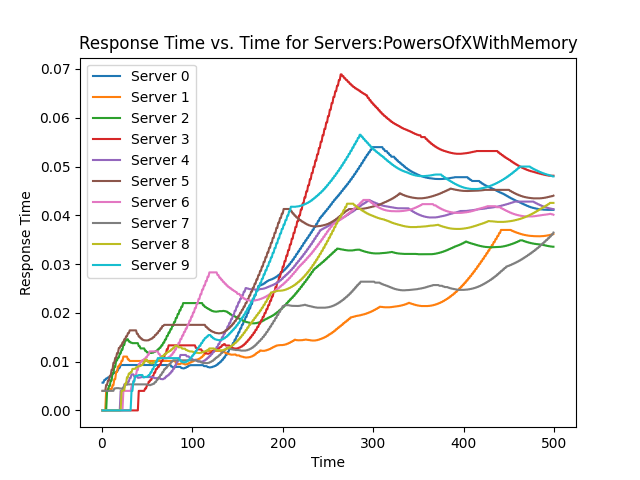 Response Time vs. Time for Servers:PowersOfXWithMemory
0.07
0.06
0.05
0.04
0.03
0.02
0.01
0.00
Response Time
Server 0
Server 1
Server 2
Server 3
Server 4
Server 5
Server 6
Server 7
Server 8
Server 9
0
100
200
300
400
500
Time